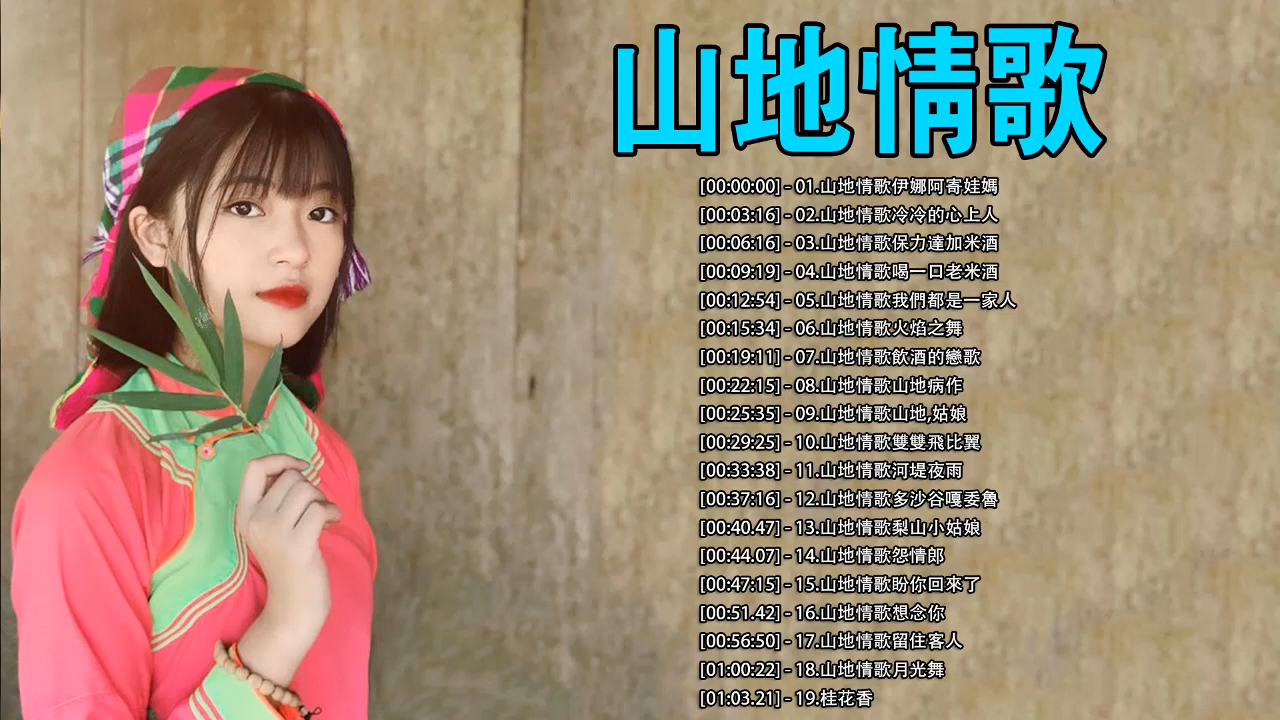 山地情歌
[00:00:00] - 01.山地情歌伊娜阿寄娃媽
[00:03:16] - 02.山地情歌冷冷的心上人
[00:06:16] - 03.山地情歌保力達加米酒
[00:09:19] - 04.山地情歌喝一口老米酒
[00:12:54] - 05.山地情歌我們都是一家人
[00:15:34] - 06.山地情歌火焰之舞
[00:19:11] - 07.山地情歌飲酒的戀歌
[00:22:15] - 08.山地情歌山地病作
[00:25:35] - 09.山地情歌山地,姑娘
[00:29:25] - 10.山地情歌雙雙飛比翼
[00:33:38] - 11.山地情歌河堤夜雨
[00:37:16] - 12.山地情歌多沙谷嘎委魯
[00:40.47] - 13.山地情歌梨山小姑娘
[00:44.07] - 14.山地情歌怨情郎
[00:47:15] - 15.山地情歌盼你回來了
[00:51.42] - 16.山地情歌想念你
[00:56:50] - 17.山地情歌留住客人
[01:00:22] - 18.山地情歌月光舞
[01:03.21] - 19.桂花香